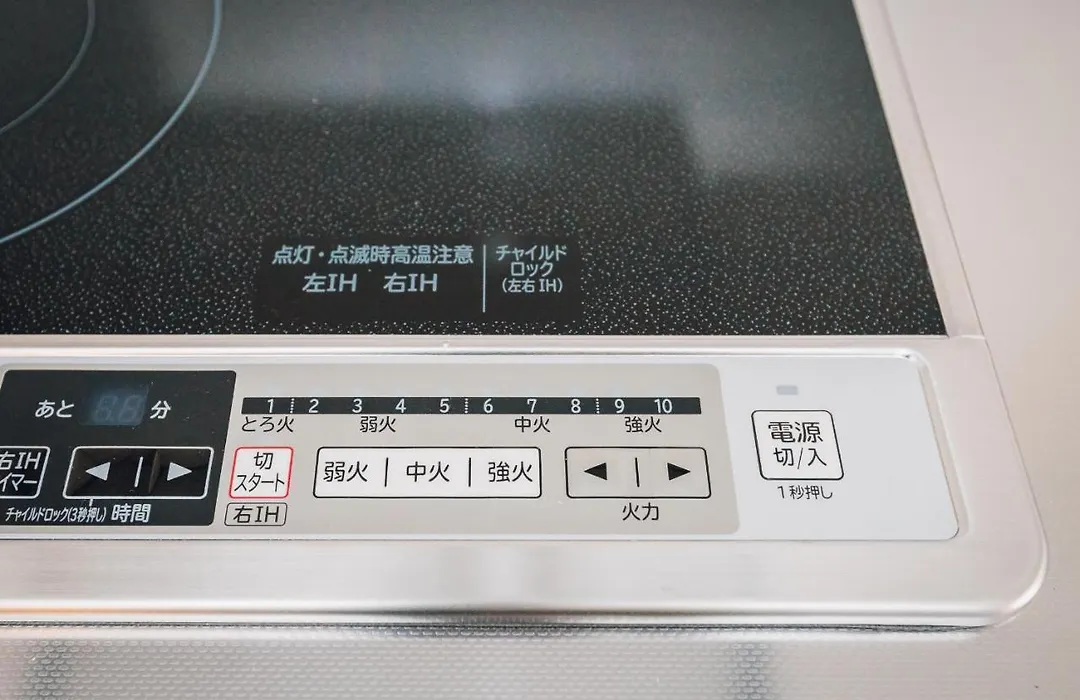 点灯・点滅時高温注意
左IH 右IH
チャイルド
ロック
(左右IH)
あと 分
右IH
イマー
◀ | ▶
チャイルドロック(3秒押し) 時間
1 2 3 4 5 6 7 8 9 10
とろ火 弱火 中火 強火
切
スタート
右IH
弱火 | 中火 | 強火
◀ | ▶
火力
電源
切/入
1秒押し